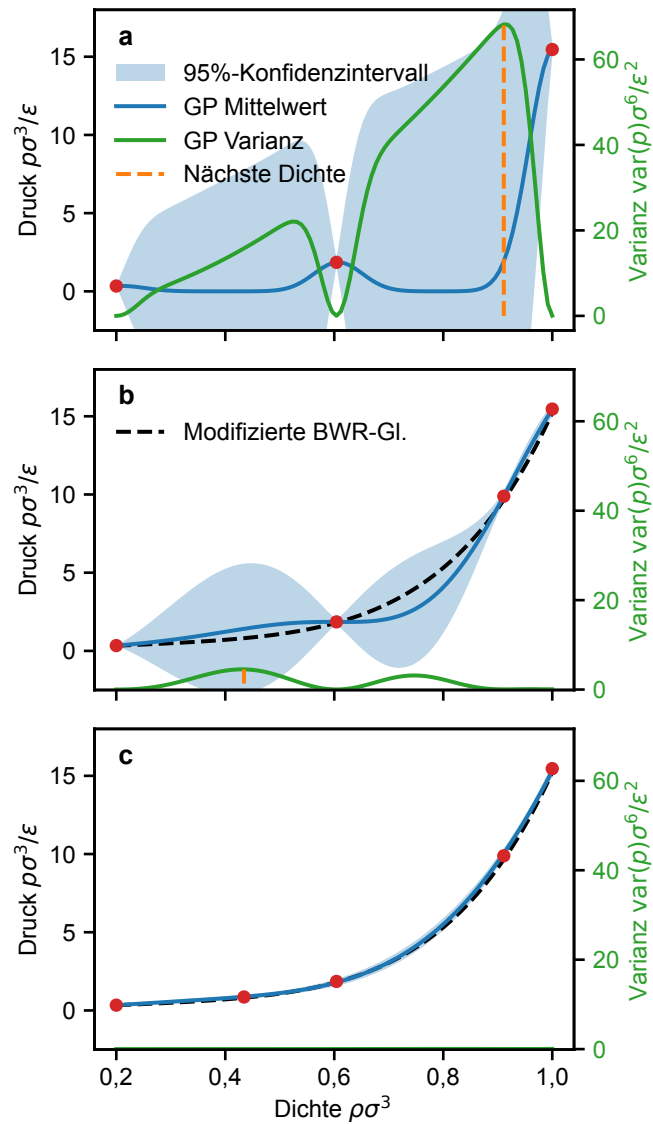 a
95%-Konfidenzintervall
GP Mittelwert
GP Varianz
Nächste Dichte
15
10
5
0
Druck pσ³/ε
60
40
20
0
Varianz var(p)σ⁶/ε²
b
Modifizierte BWR-Gl.
15
10
5
0
Druck pσ³/ε
60
40
20
0
Varianz var(p)σ⁶/ε²
c
15
10
5
0
Druck pσ³/ε
60
40
20
0
Varianz var(p)σ⁶/ε²
0,2 0,4 0,6 0,8 1,0
Dichte ρσ³